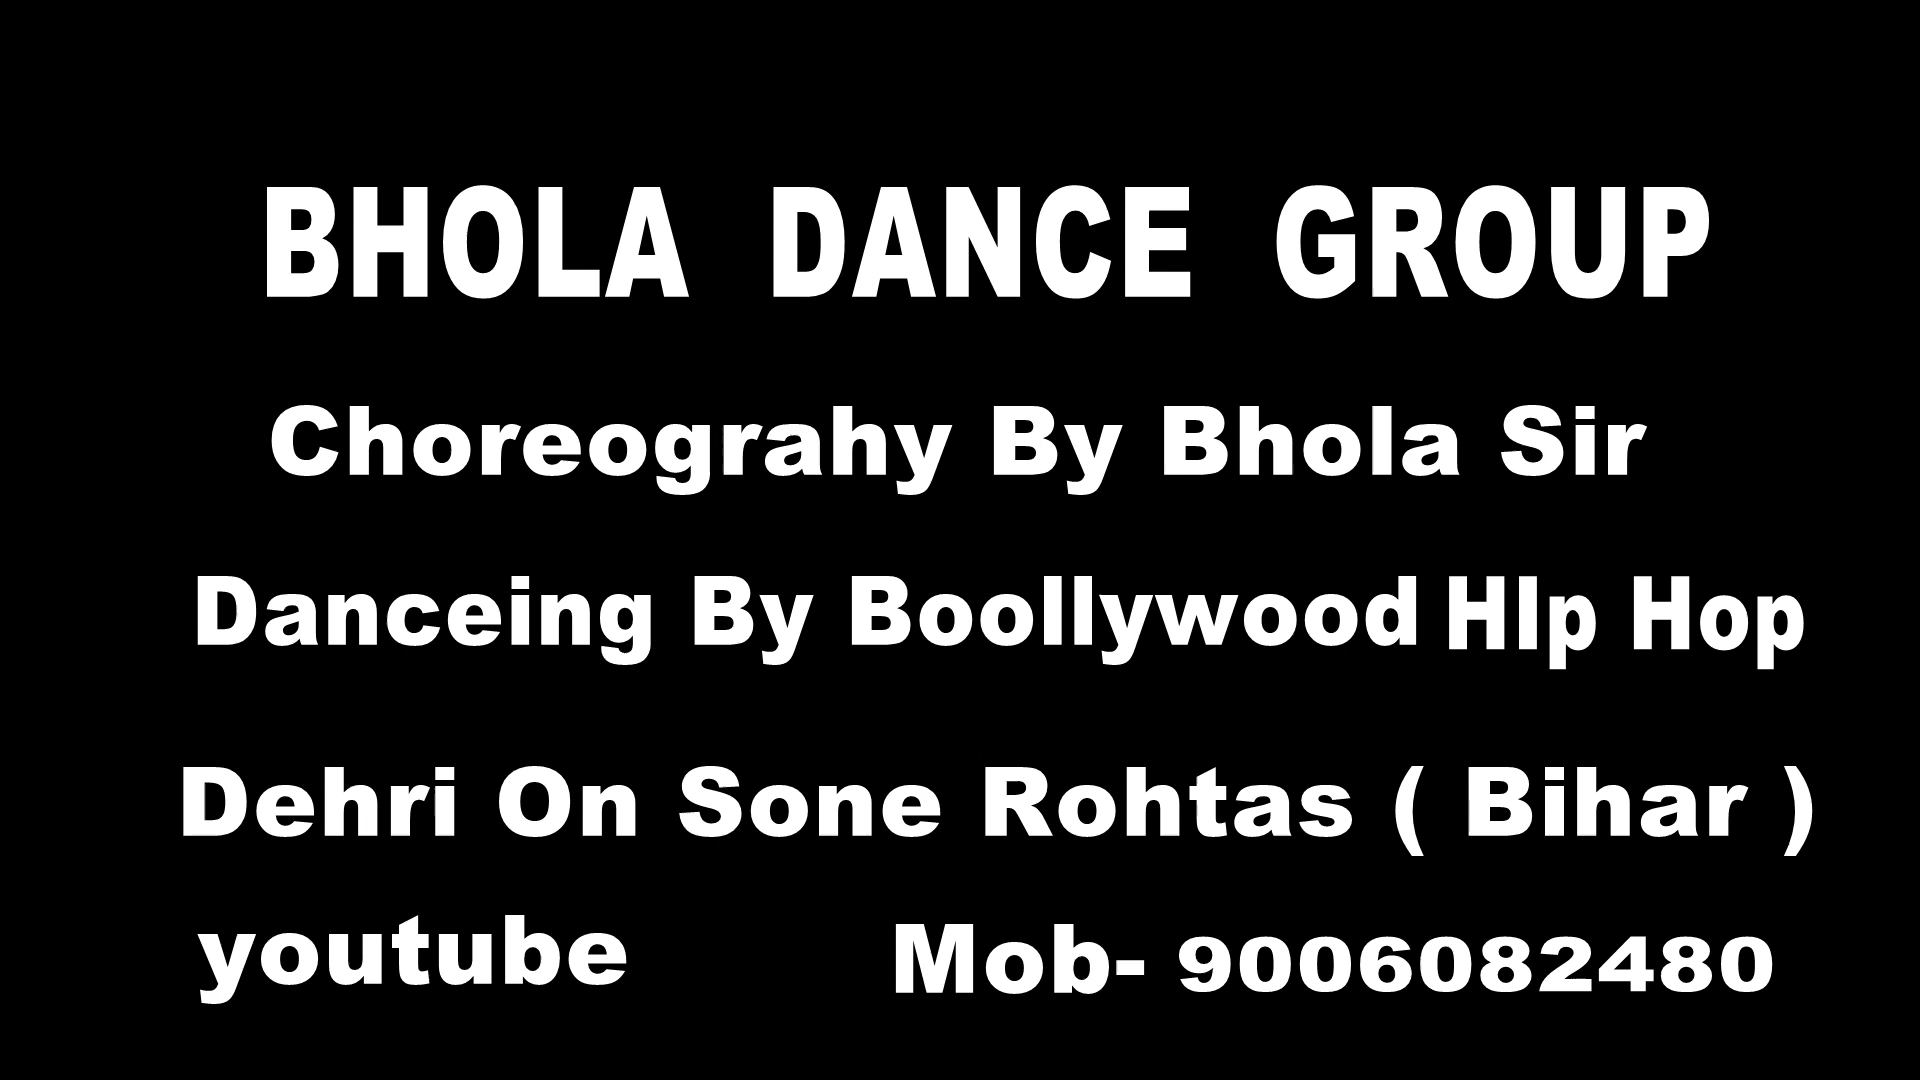 BHOLA DANCE GROUP
Choreograhy By Bhola Sir
Danceing By Boollywood HIp Hop
Dehri On Sone Rohtas ( Bihar )
youtube Mob- 9006082480